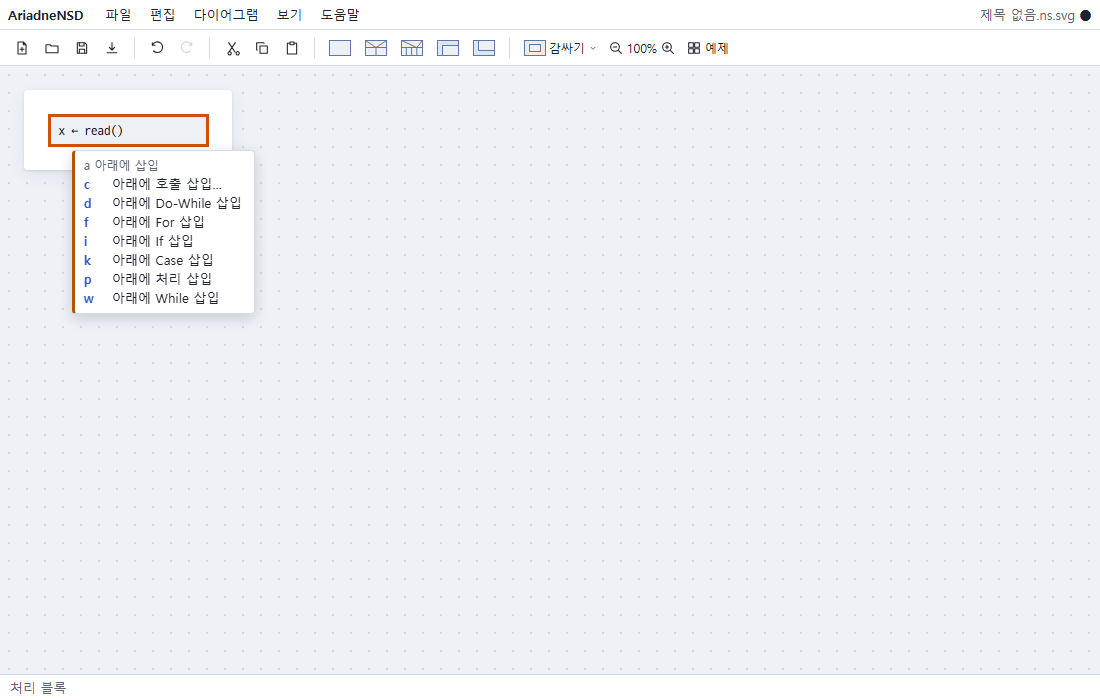 AriadneNSD 파일 편집 다이어그램 보기 도움말 제목 없음.ns.svg
감싸기 100% 예제
x ← read()
a 아래에 삽입
c 아래에 호출 삽입...
d 아래에 Do-While 삽입
f 아래에 For 삽입
i 아래에 If 삽입
k 아래에 Case 삽입
p 아래에 처리 삽입
w 아래에 While 삽입
처리 블록